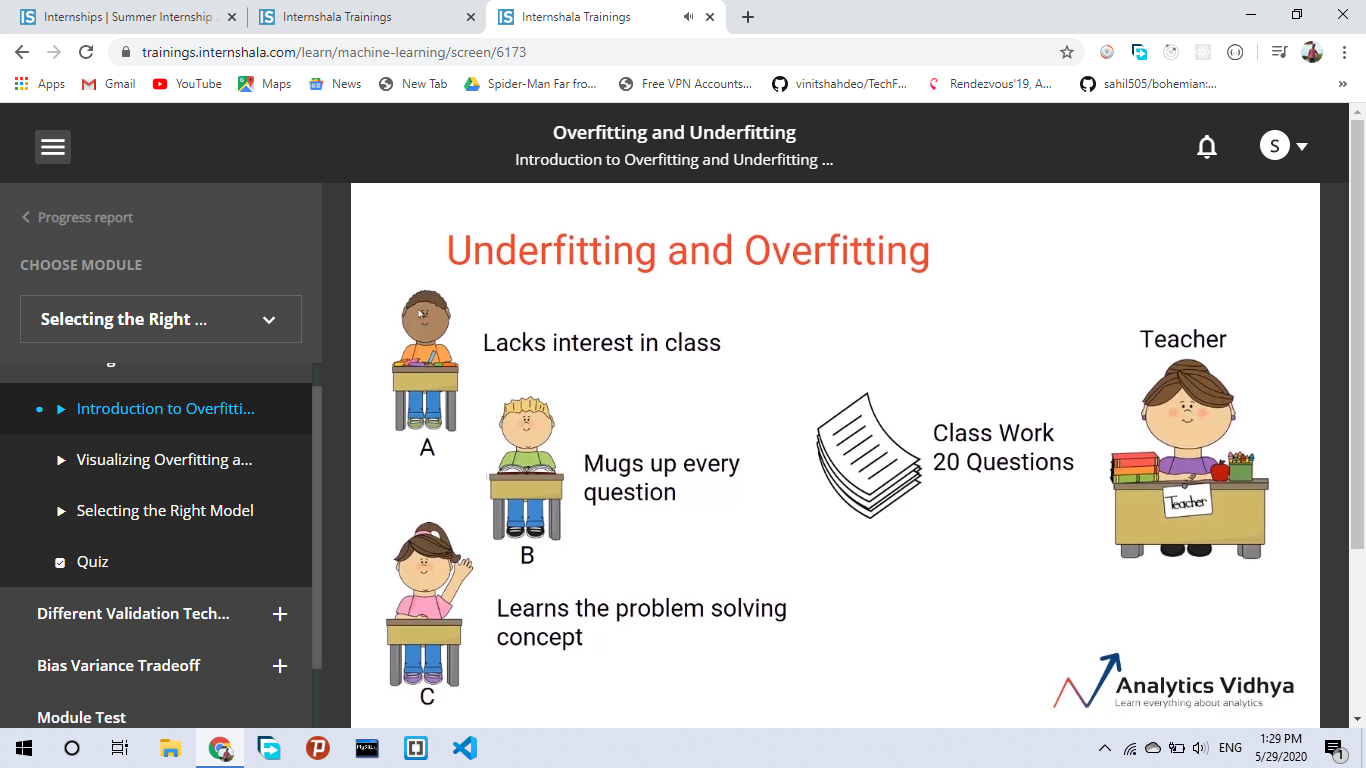 Internships | Summer Internship
Internshala Trainings
Internshala Trainings
trainings.internshala.com/learn/machine-learning/screen/6173
Apps
Gmail
YouTube
Maps
News
New Tab
Spider-Man Far fro...
Free VPN Accounts...
vinitshahdeo/TechF...
Rendezvous'19, A...
sahil505/bohemian:...
Overfitting and Underfitting
Introduction to Overfitting and Underfitting ...
S
Progress report
CHOOSE MODULE
Selecting the Right ...
Introduction to Overfitti...
Visualizing Overfitting a...
Selecting the Right Model
Quiz
Different Validation Tech...
Bias Variance Tradeoff
Module Test
Underfitting and Overfitting
Lacks interest in class
A
Mugs up every
question
B
Learns the problem solving
concept
C
Class Work
20 Questions
Teacher
Teacher
Analytics Vidhya
Learn everything about analytics
ENG
1:29 PM
5/29/2020
1